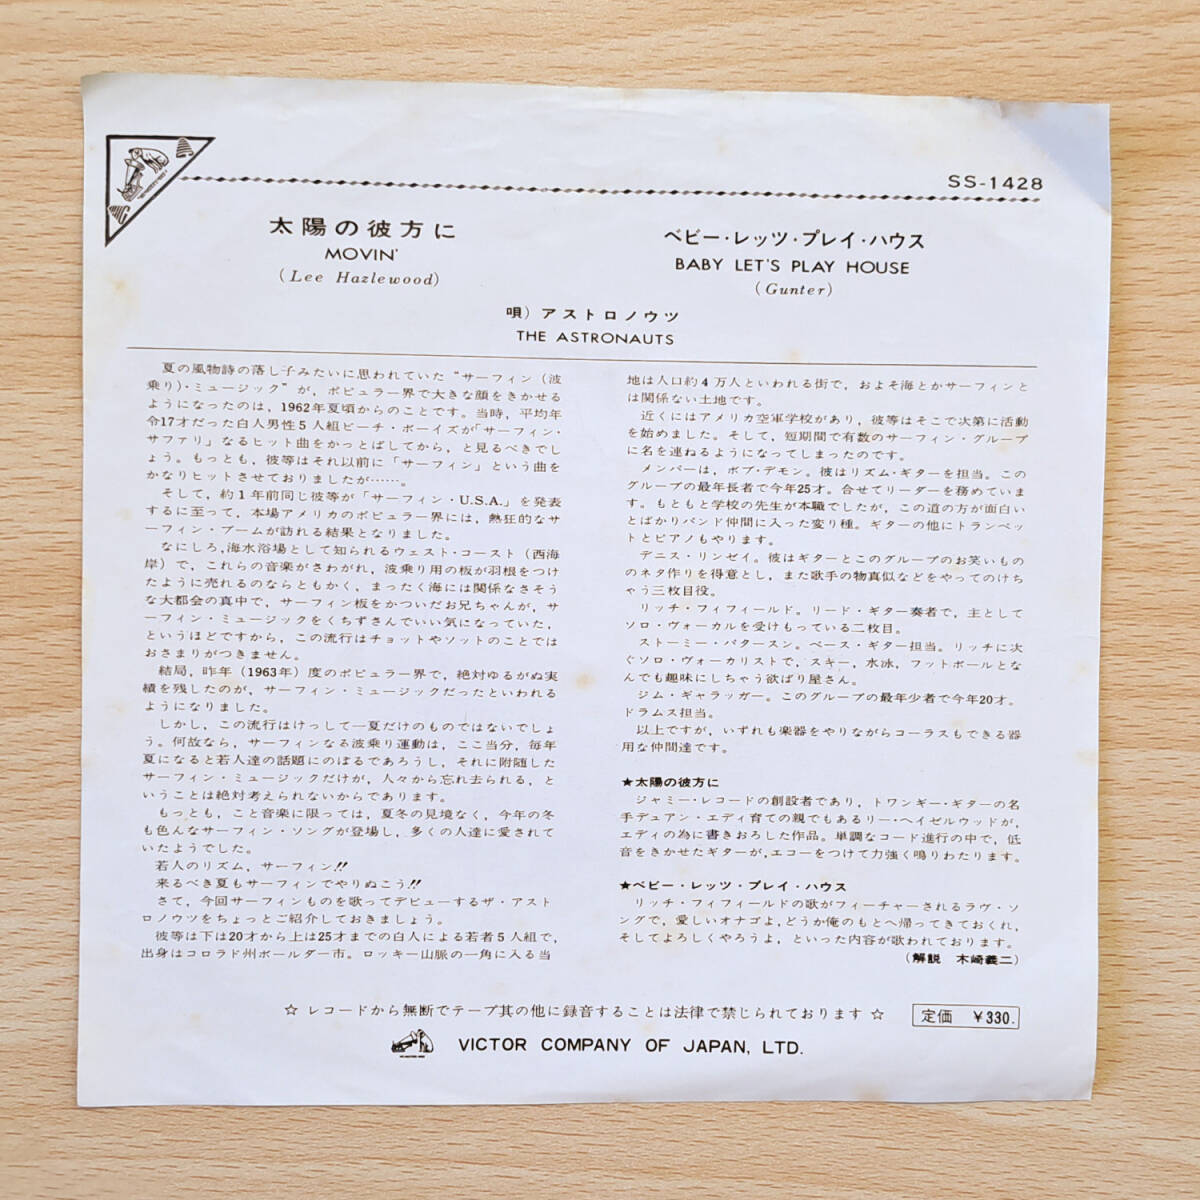 SS-1428
太陽の彼方に
MOVIN'
(Lee Hazlewood)
ベビー・レッツ・プレイ・ハウス
BABY LET'S PLAY HOUSE
(Gunter)
唄) アストロノウツ
THE ASTRONAUTS
夏の風物詩の落し子みたいに思われていた“サーフィン(波
乗り)・ミュージック”が，ポピュラー界で大きな顔をきかせる
ようになったのは，1962年夏頃からのことです。当時，平均年
令17才だった白人男性5人組ビーチ・ボーイズが「サーフィン・
サファリ」なるヒット曲をかっとばしてから，と見るべきでし
ょう。もっとも，彼等はそれ以前に「サーフィン」という曲を
かなりヒットさせておりましたが……。
そして，約1年前同じ彼等が「サーフィン・U.S.A.」を発表
するに至って，本場アメリカのポピュラー界には，熱狂的なサ
ーフィン・ブームが訪れる結果となりました。
なにしろ，海水浴場として知られるウェスト・コースト(西海
岸)で，これらの音楽がさわがれ，波乗り用の板が羽根をつけ
たように売れるのならともかく，まったく海には関係なさそう
な大都会の真中で，サーフィン板をかついだお兄ちゃんが，サ
ーフィン・ミュージックをくちずさんでいい気になっていた，
というほどですから，この流行はチョットやソットのことでは
おさまりがつきません。
結局，昨年(1963年)度のポピュラー界で，絶対ゆるがぬ実
績を残したのが，サーフィン・ミュージックだったといわれる
ようになりました。
しかし，この流行はけっして一夏だけのものではないでしょ
う。何故なら，サーフィンなる波乗り運動は，ここ当分，毎年
夏になると若人達の話題にのぼるであろうし，それに附随した
サーフィン・ミュージックだけが，人々から忘れ去られる，と
いうことは絶対考えられないからであります。
もっとも，こと音楽に限っては，夏冬の見境なく，今年の冬
も色んなサーフィン・ソングが登場し，多くの人達に愛されて
いたようでした。
若人のリズム，サーフィン!!
来るべき夏もサーフィンでやりぬこう!!
さて，今回サーフィンものを歌ってデビューするザ・アスト
ロノウツをちょっとご紹介しておきましょう。
彼等は下は20才から上は25才までの白人による若者5人組で，
出身はコロラド州ボールダー市。ロッキー山脈の一角に入る当
地は人口約4万人といわれる街で，およそ海とかサーフィンと
は関係ない土地です。
近くにはアメリカ空軍学校があり，彼等はそこで次第に活動
を始めました。そして，短期間で有数のサーフィン・グループ
に名を連ねるようになってしまったのです。
メンバーは，ボブ・デモン。彼はリズム・ギターを担当。この
グループの最年長者で今年25才。合せてリーダーを務めていま
す。もともと学校の先生が本職でしたが，この道の方が面白い
とばかりバンド仲間に入った変り種。ギターの他にトランペッ
トとピアノもやります。
デニス・リンゼイ。彼はギターとこのグループのお笑いもの
のネタ作りを得意とし，また歌手の物真似などをやってのけち
ゃう三枚目役。
リッチ・フィフィールド。リード・ギター奏者で，主として
ソロ・ヴォーカルを受けもっている二枚目。
ストーミー・パタースン。ベース・ギター担当。リッチに次
ぐソロ・ヴォーカリストで，スキー，水泳，フットボールとな
んでも趣味にしちゃう欲ばり屋さん。
ジム・ギャラッガー。このグループの最年少者で今年20才。
ドラムス担当。
以上ですが，いずれも楽器をやりながらコーラスもできる器
用な仲間達です。
★太陽の彼方に
ジャミー・レコードの創設者であり，トワンギー・ギターの名
手デュアン・エディ育ての親でもあるリー・ヘイゼルウッドが，
エディの為に書きおろした作品。単調なコード進行の中で，低
音をきかせたギターが，エコーをつけて力強く鳴りわたります。
★ベビー・レッツ・プレイ・ハウス
リッチ・フィフィールドの歌がフィーチャーされるラヴ・ソ
ングで，愛しいオナゴよ，どうか俺のもとへ帰ってきておくれ，
そしてよろしくやろうよ，といった内容が歌われております。
(解説 木崎義二)
☆ レコードから無断でテープ其の他に録音することは法律で禁じられております ☆
定価 ￥330.
VICTOR COMPANY OF JAPAN, LTD.